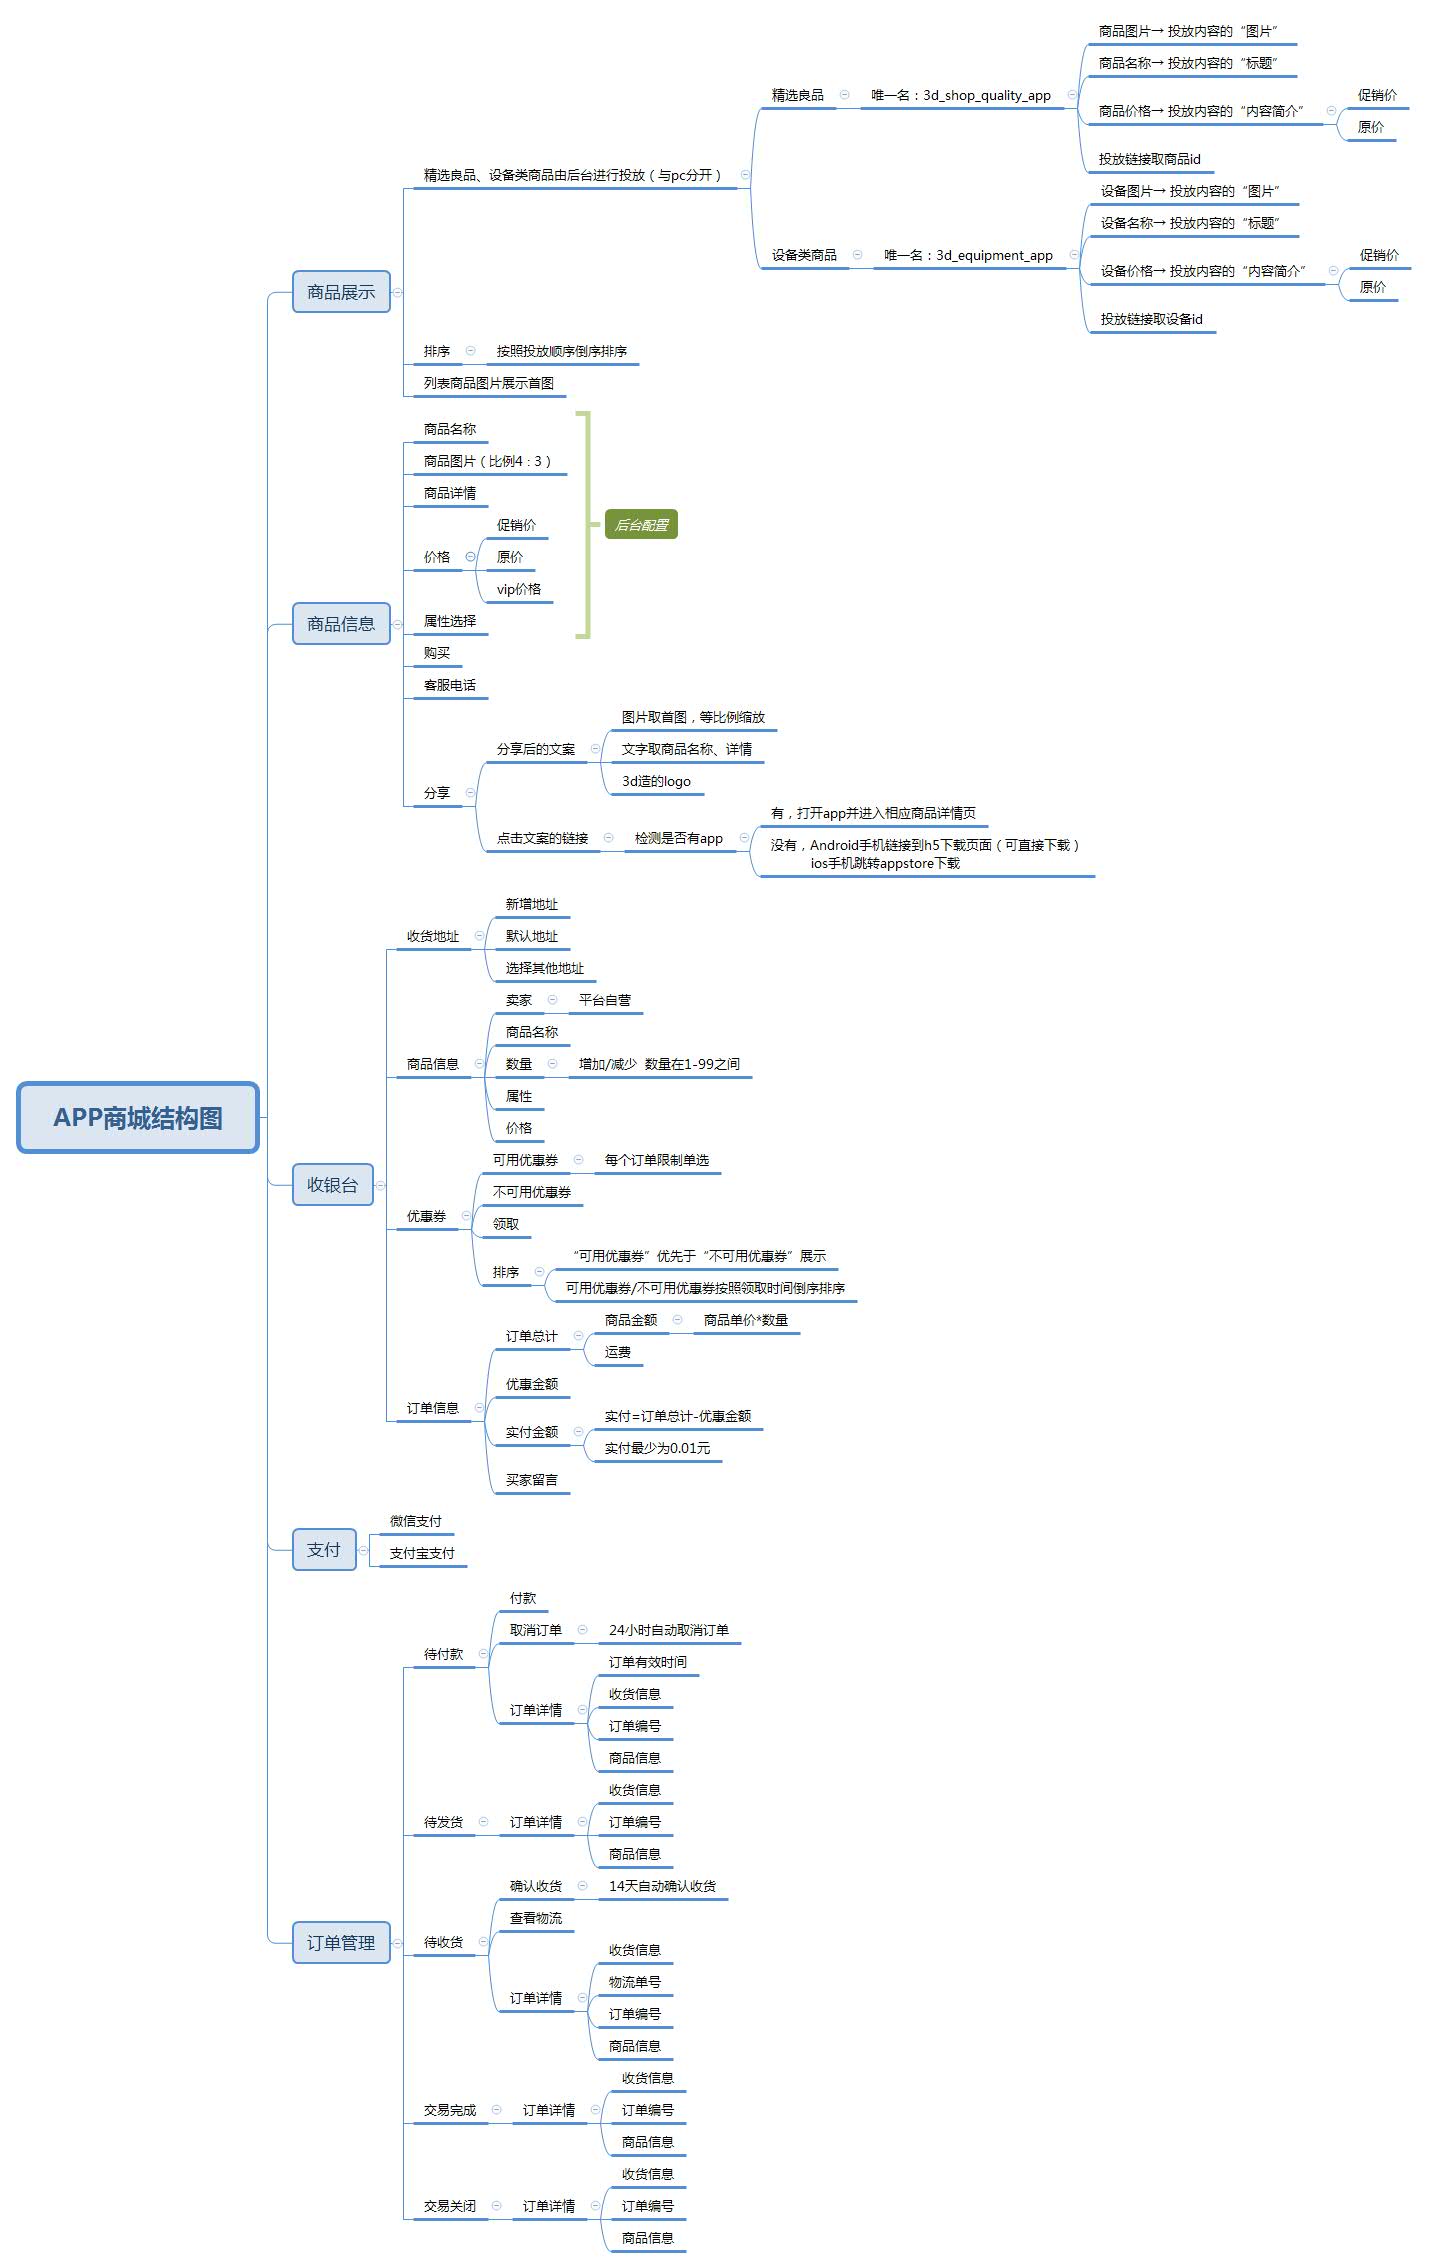 APP商城结构图
商品展示
精选良品、设备类商品由后台进行投放（与pc分开）
精选良品
唯一名：3d_shop_quality_app
商品图片→ 投放内容的“图片”
商品名称→ 投放内容的“标题”
商品价格→ 投放内容的“内容简介”
促销价
原价
投放链接取商品id
设备类商品
唯一名：3d_equipment_app
设备图片→ 投放内容的“图片”
设备名称→ 投放内容的“标题”
设备价格→ 投放内容的“内容简介”
促销价
原价
投放链接取设备id
排序
按照投放顺序倒序排序
列表商品图片展示首图
商品信息
商品名称
商品图片（比例4：3）
商品详情
价格
促销价
原价
vip价格
属性选择
后台配置
购买
客服电话
分享
分享后的文案
图片取首图，等比例缩放
文字取商品名称、详情
3d造的logo
点击文案的链接
检测是否有app
有，打开app并进入相应商品详情页
没有，Android手机链接到h5下载页面（可直接下载）
ios手机跳转appstore下载
收银台
收货地址
新增地址
默认地址
选择其他地址
商品信息
卖家
平台自营
商品名称
数量
增加/减少 数量在1-99之间
属性
价格
优惠券
可用优惠券
每个订单限制单选
不可用优惠券
领取
排序
“可用优惠券”优先于“不可用优惠券”展示
可用优惠券/不可用优惠券按照领取时间倒序排序
订单信息
订单总计
商品金额
商品单价*数量
运费
优惠金额
实付金额
实付=订单总计-优惠金额
实付最少为0.01元
买家留言
支付
微信支付
支付宝支付
订单管理
待付款
付款
取消订单
24小时自动取消订单
订单详情
订单有效时间
收货信息
订单编号
商品信息
待发货
订单详情
收货信息
订单编号
商品信息
待收货
确认收货
14天自动确认收货
查看物流
订单详情
收货信息
物流单号
订单编号
商品信息
交易完成
订单详情
收货信息
订单编号
商品信息
交易关闭
订单详情
收货信息
订单编号
商品信息